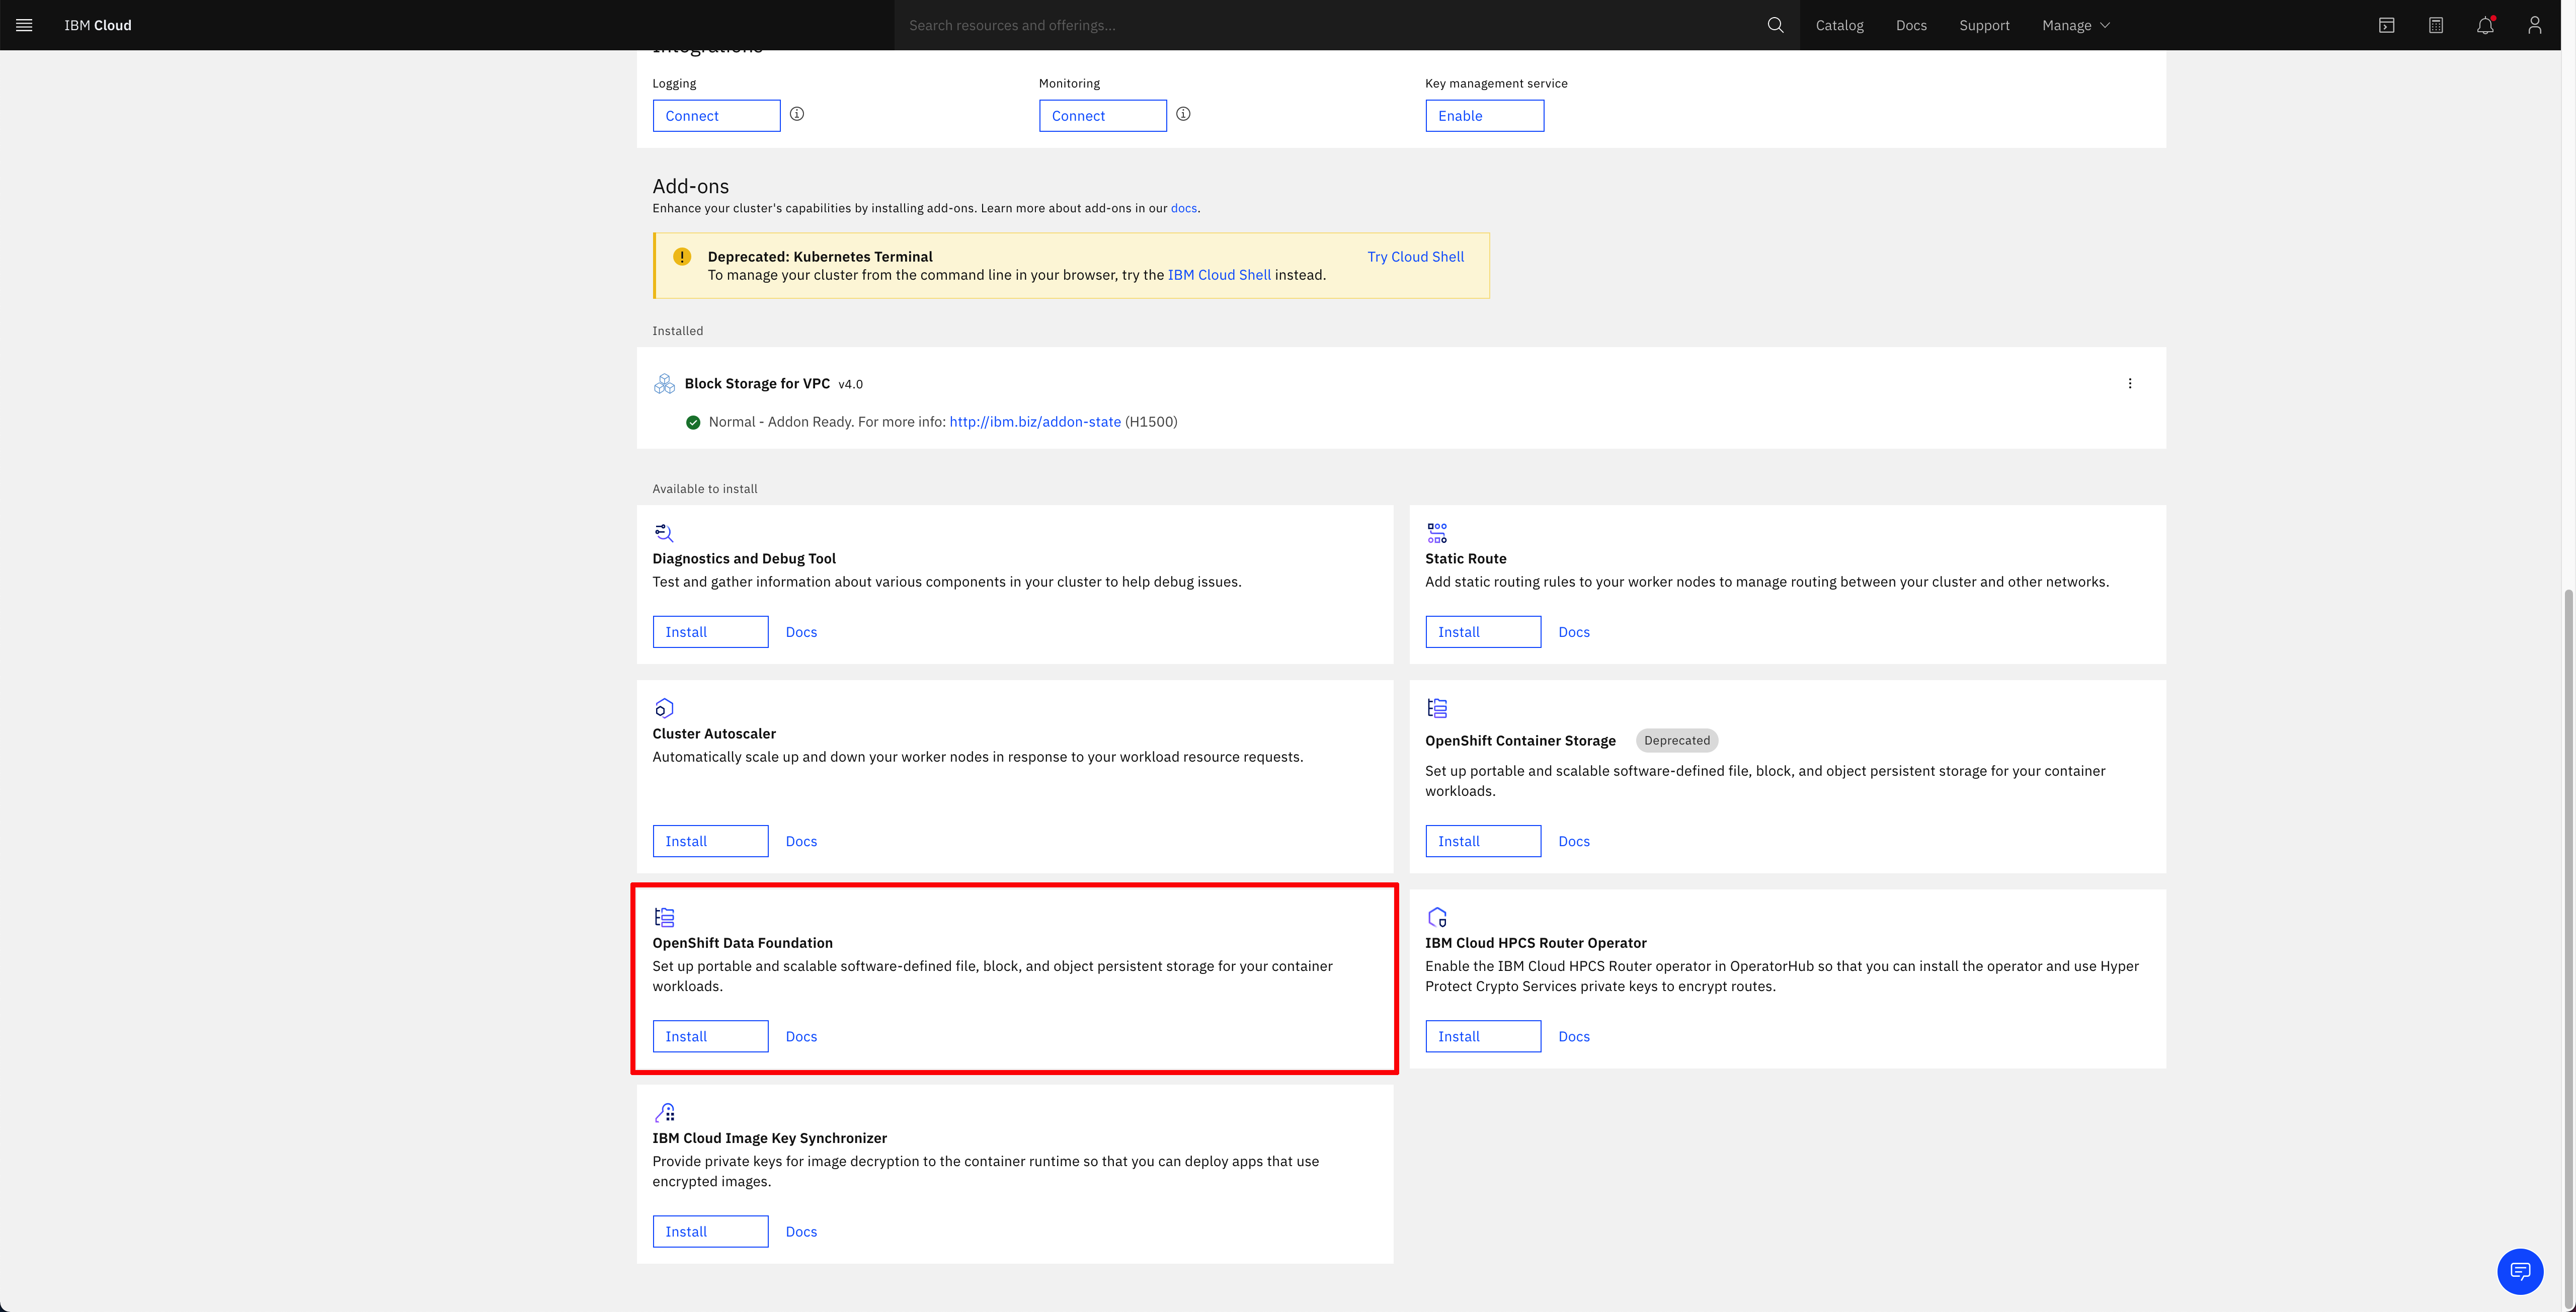 IBM Cloud
Search resources and offerings...
Catalog
Docs
Support
Manage
Integrations
Logging
Monitoring
Key management service
Connect
Connect
Enable
Add-ons
Enhance your cluster's capabilities by installing add-ons. Learn more about add-ons in our docs.
Deprecated: Kubernetes Terminal
Try Cloud Shell
To manage your cluster from the command line in your browser, try the IBM Cloud Shell instead.
Installed
Block Storage for VPC v4.0
Normal - Addon Ready. For more info: http://ibm.biz/addon-state (H1500)
Available to install
Diagnostics and Debug Tool
Test and gather information about various components in your cluster to help debug issues.
Install Docs
Static Route
Add static routing rules to your worker nodes to manage routing between your cluster and other networks.
Install Docs
Cluster Autoscaler
Automatically scale up and down your worker nodes in response to your workload resource requests.
Install Docs
OpenShift Container Storage Deprecated
Set up portable and scalable software-defined file, block, and object persistent storage for your container
workloads.
Install Docs
OpenShift Data Foundation
Set up portable and scalable software-defined file, block, and object persistent storage for your container
workloads.
Install Docs
IBM Cloud HPCS Router Operator
Enable the IBM Cloud HPCS Router operator in OperatorHub so that you can install the operator and use Hyper
Protect Crypto Services private keys to encrypt routes.
Install Docs
IBM Cloud Image Key Synchronizer
Provide private keys for image decryption to the container runtime so that you can deploy apps that use
encrypted images.
Install Docs